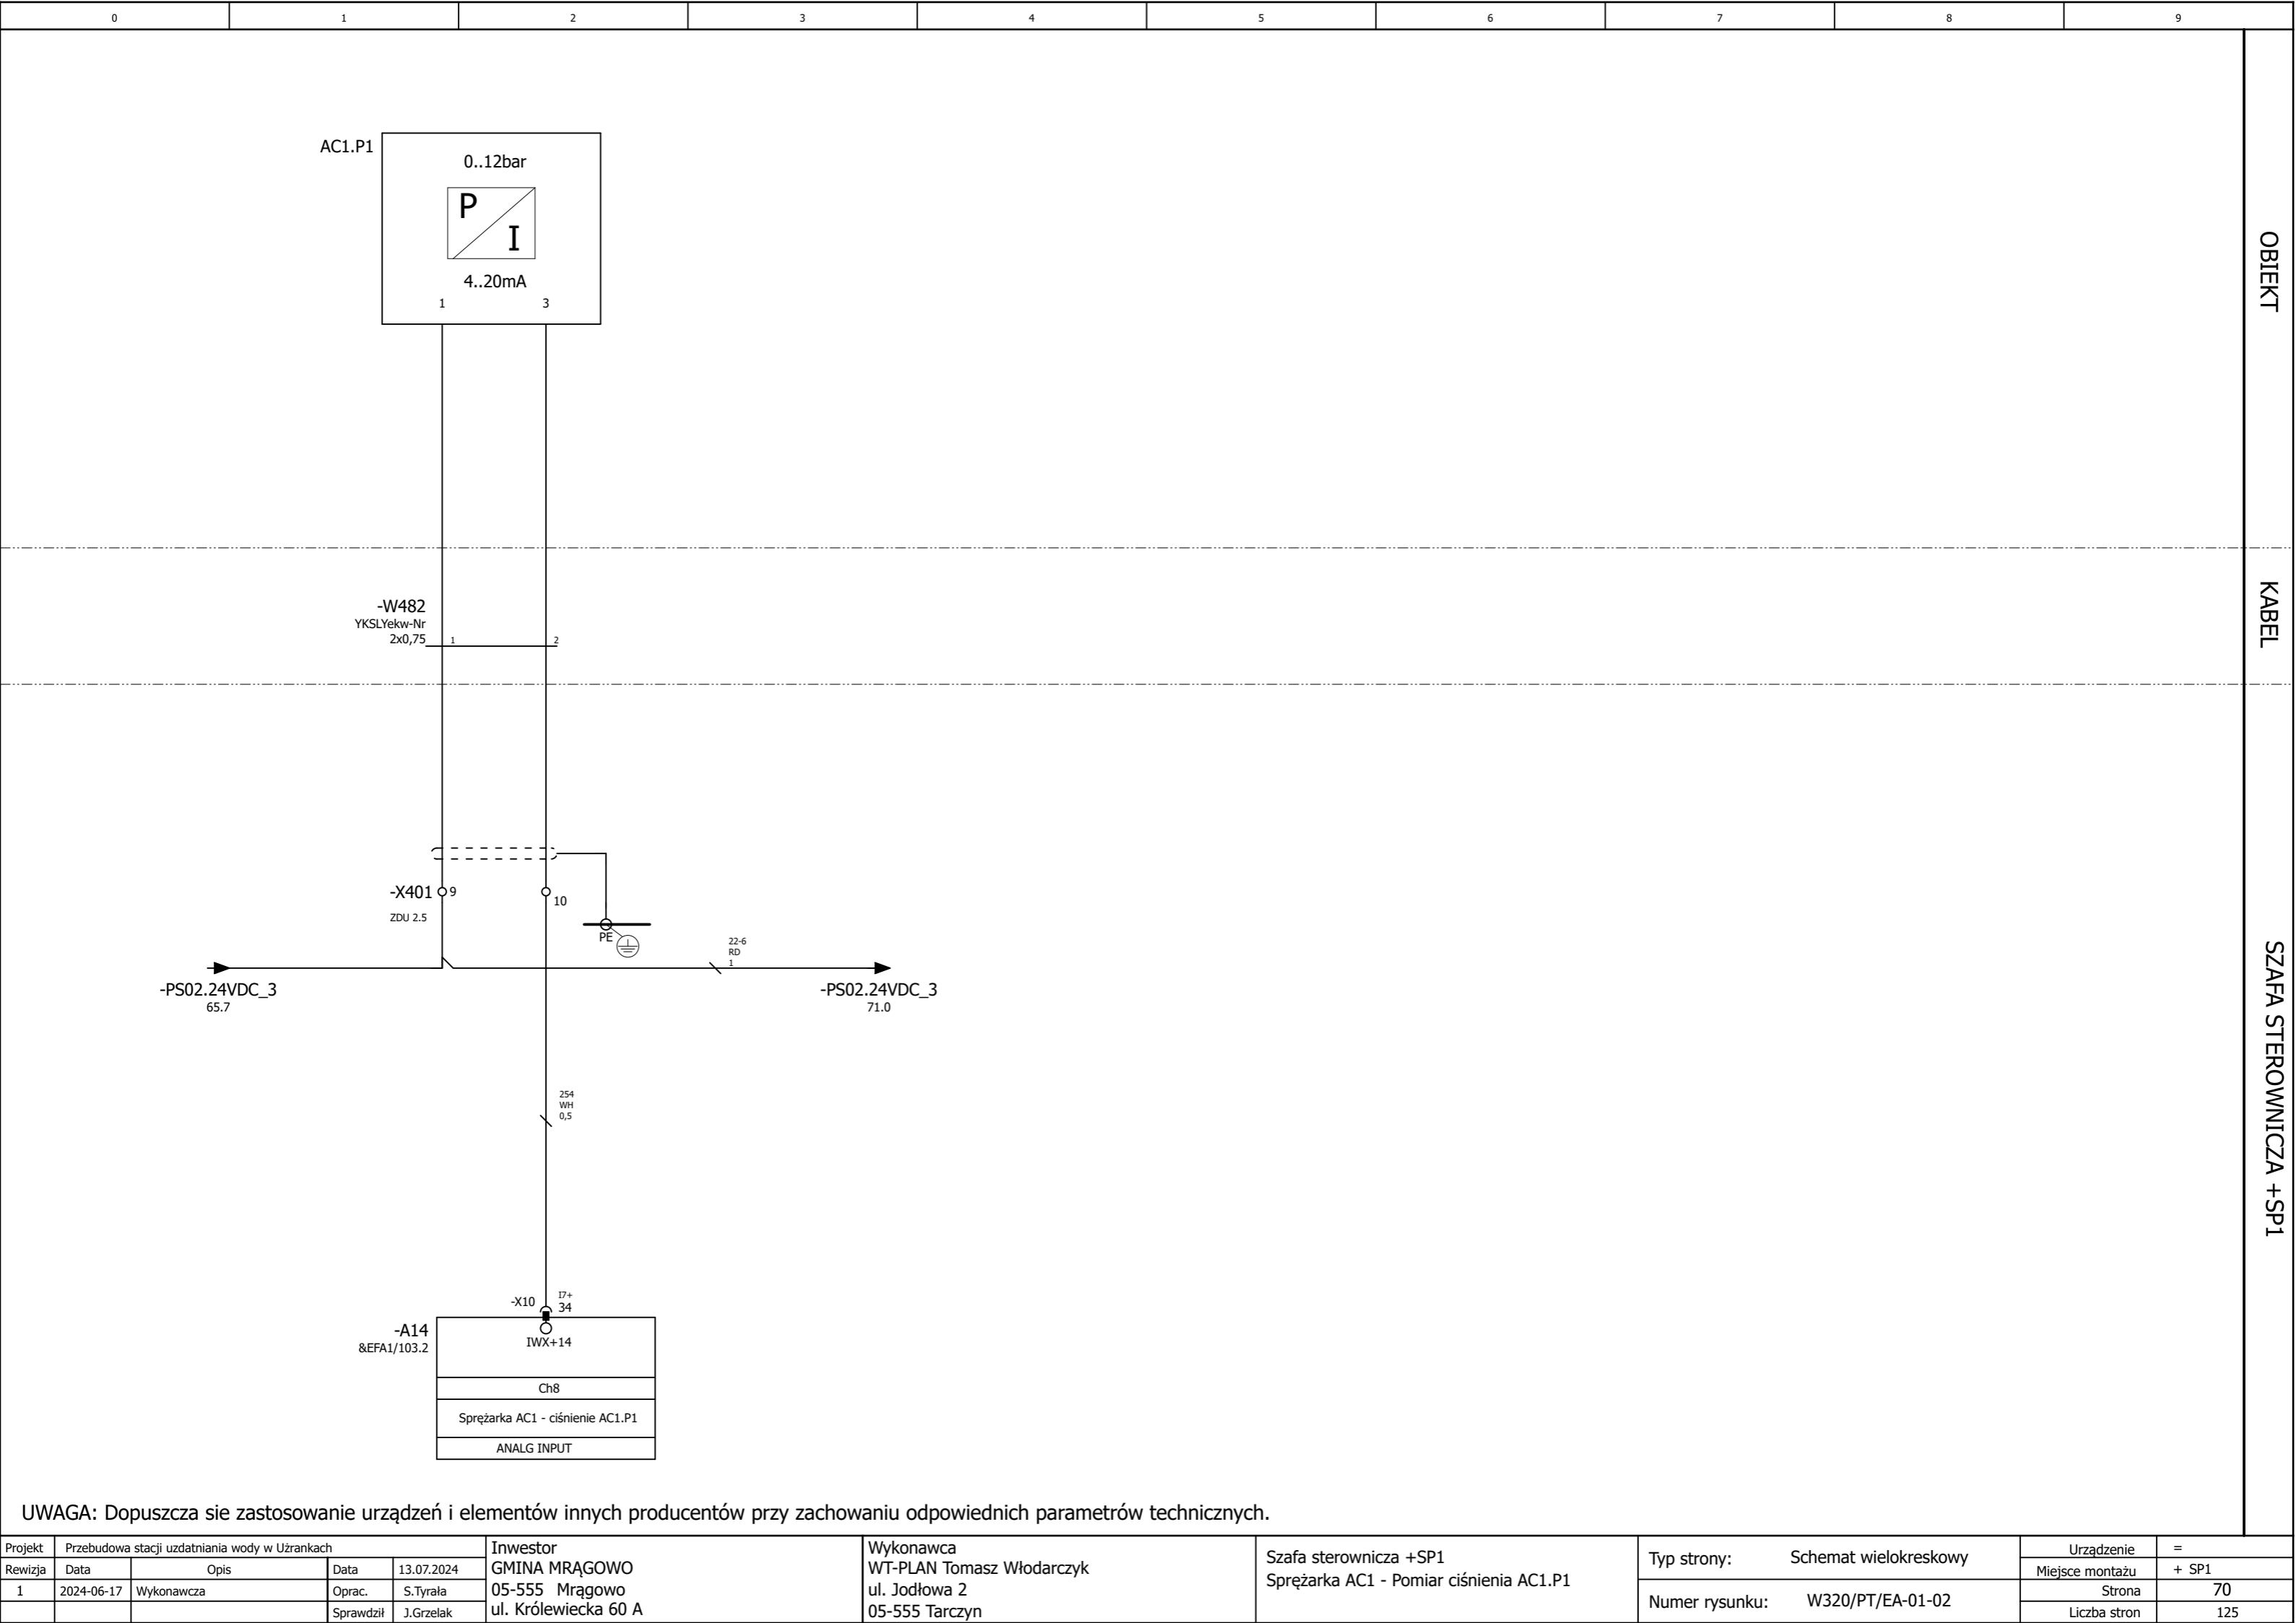 0 1 2 3 4 5 6 7 8 9
AC1.P1
0..12bar
P
I
4..20mA
1 3
OBIEKT
-W482
YKSLYekw-Nr
2x0,75
1 2
KABEL
-X401 9 10
ZDU 2.5
PE
22-6
RD
1
-PS02.24VDC_3
65.7
-PS02.24VDC_3
71.0
SZAFA STEROWNICZA +SP1
254
WH
0,5
-X10
I7+
34
-A14
&EFA1/103.2
IWX+14
Ch8
Sprężarka AC1 - ciśnienie AC1.P1
ANALG INPUT
UWAGA: Dopuszcza sie zastosowanie urządzeń i elementów innych producentów przy zachowaniu odpowiednich parametrów technicznych.
Projekt Przebudowa stacji uzdatniania wody w Użrankach
Rewizja Data Opis Data 13.07.2024
1 2024-06-17 Wykonawcza Oprac. S.Tyrała
Sprawdził J.Grzelak
Inwestor
GMINA MRĄGOWO
05-555 Mrągowo
ul. Królewiecka 60 A
Wykonawca
WT-PLAN Tomasz Włodarczyk
ul. Jodłowa 2
05-555 Tarczyn
Szafa sterownicza +SP1
Sprężarka AC1 - Pomiar ciśnienia AC1.P1
Typ strony: Schemat wielokreskowy
Numer rysunku: W320/PT/EA-01-02
Urządzenie =
Miejsce montażu + SP1
Strona 70
Liczba stron 125